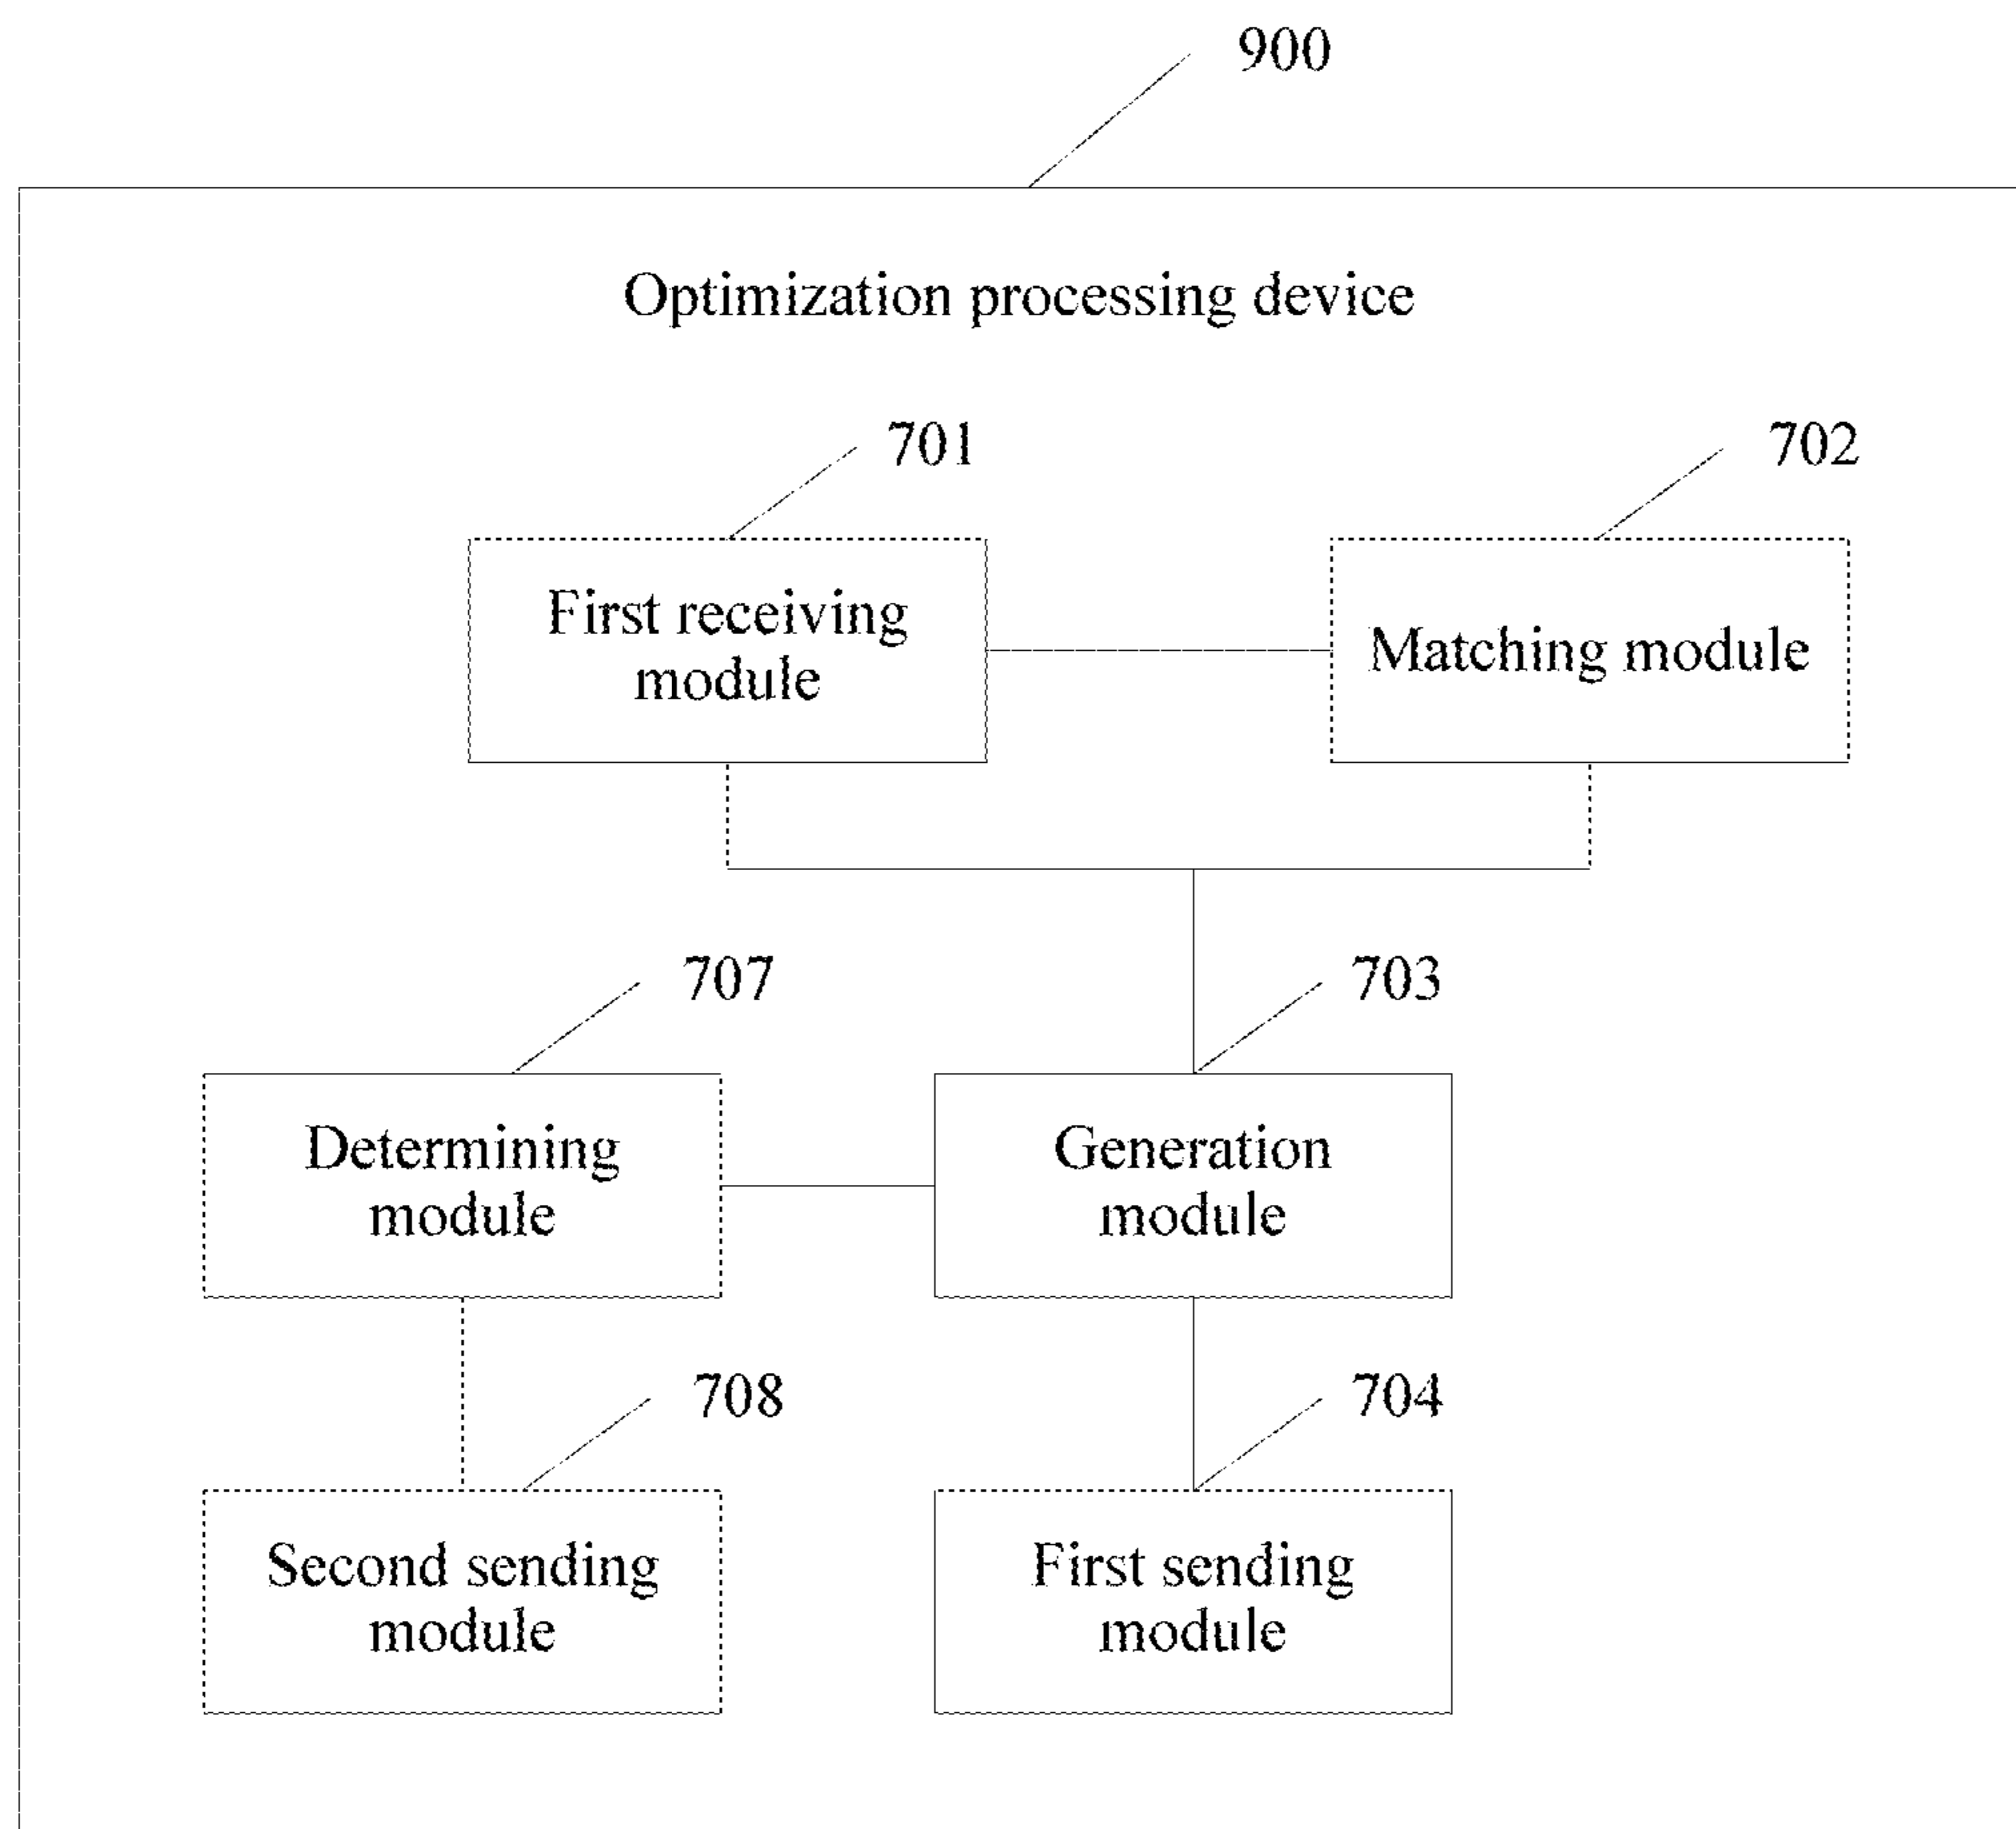 900
Optimization processing device
701
702
First receiving
module
Matching module
707
703
Determining
module
Generation
module
708
704
Second sending
module
First sending
module